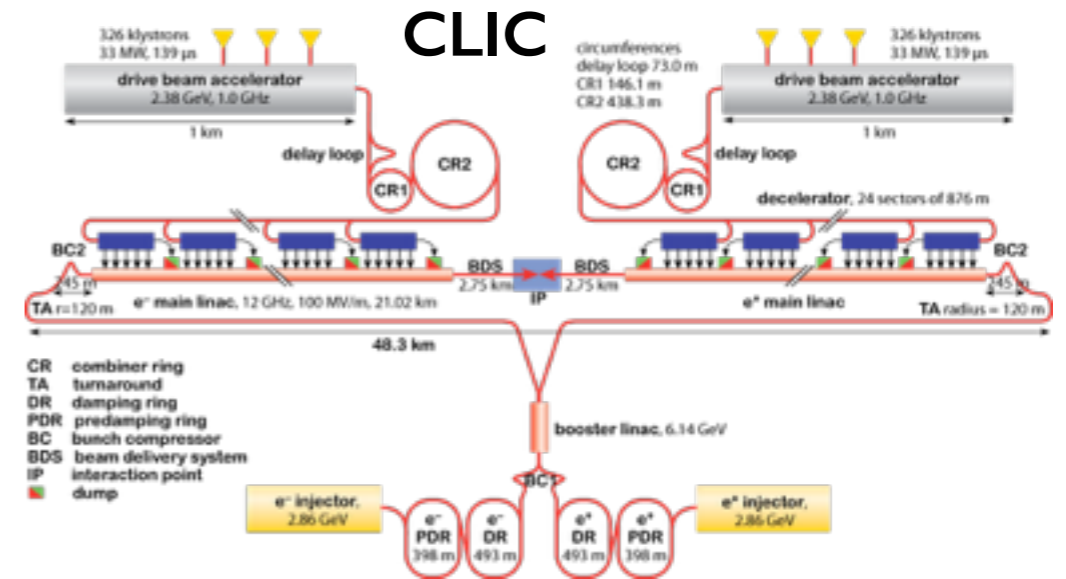 CLIC
326 klystrons
33 MW, 139 µs
drive beam accelerator
2.38 GeV, 1.0 GHz
1 km
circumferences
delay loop 73.0 m
CR1 146.1 m
CR2 438.3 m
326 klystrons
33 MW, 139 µs
drive beam accelerator
2.38 GeV, 1.0 GHz
1 km
delay loop
CR1
CR2
CR2
CR1
delay loop
decelerator, 24 sectors of 876 m
BC2
BDS
2.75 km
IP
BDS
2.75 km
BC2
245 m
245 m
TA r=120 m
e⁻ main linac, 12 GHz, 100 MV/m, 21.02 km
e⁺ main linac
TA radius = 120 m
48.3 km
CR combiner ring
TA turnaround
DR damping ring
PDR predamping ring
BC bunch compressor
BDS beam delivery system
IP interaction point
dump
booster linac, 6.14 GeV
BC1
e⁻ injector,
2.86 GeV
e⁻
PDR
398 m
e⁻
DR
493 m
e⁺
DR
493 m
e⁺
PDR
398 m
e⁺ injector,
2.86 GeV